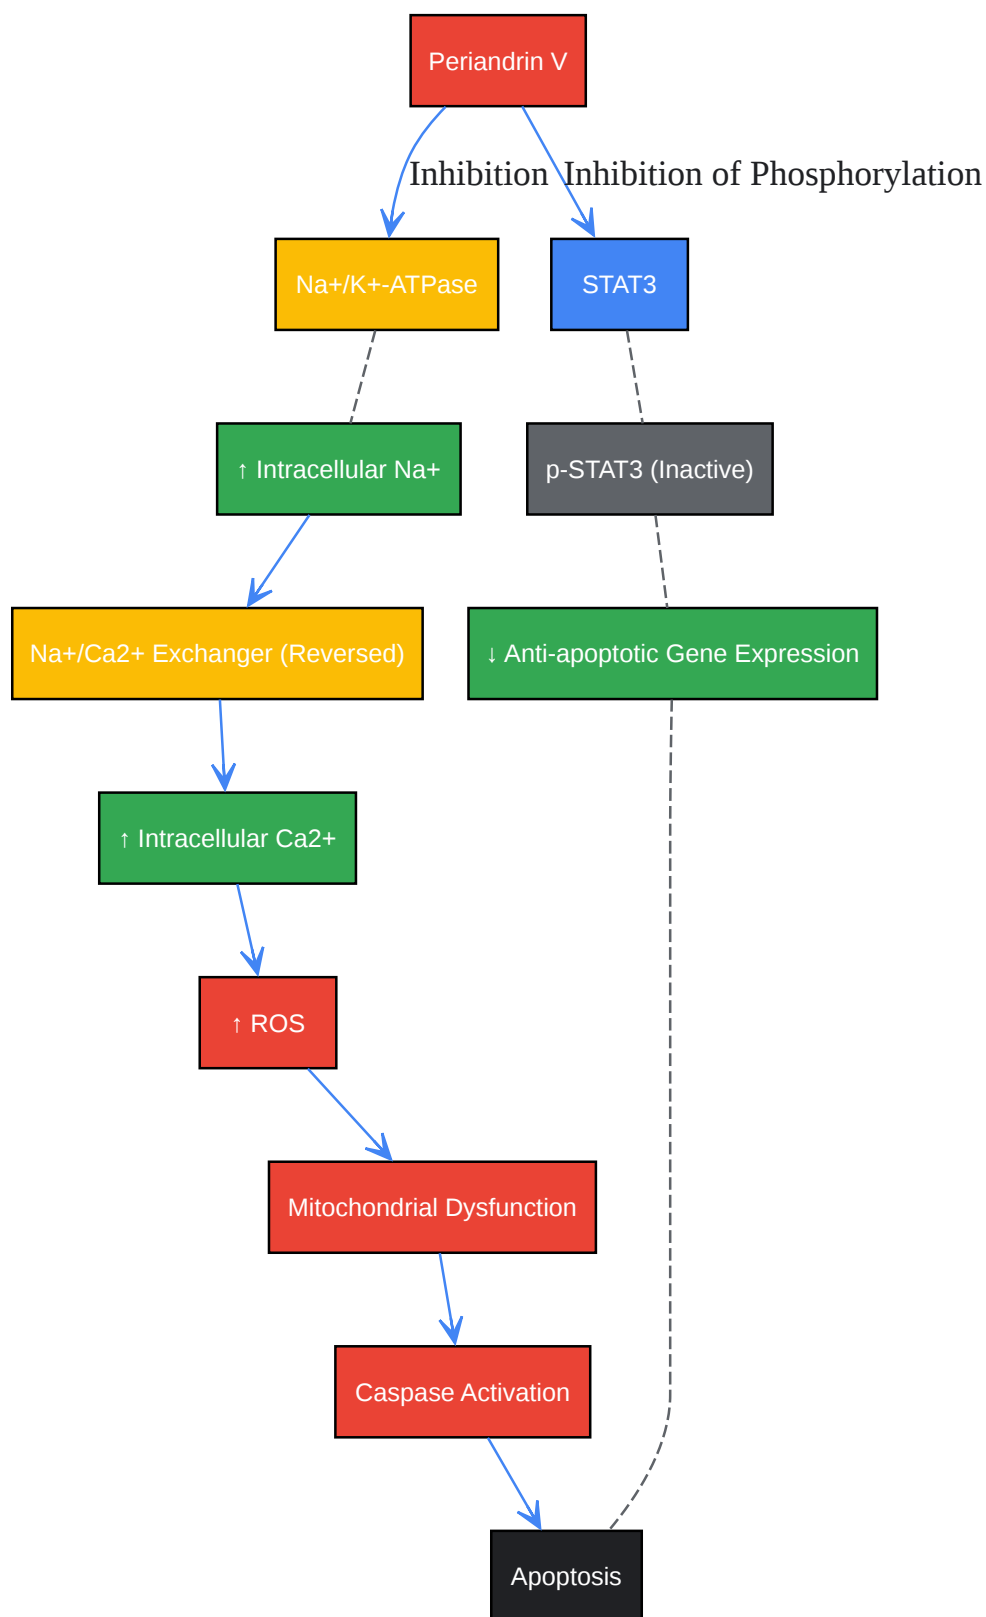 Periandrin V
Inhibition
Inhibition of Phosphorylation
Na+/K+-ATPase
STAT3
↑ Intracellular Na+
p-STAT3 (Inactive)
Na+/Ca2+ Exchanger (Reversed)
↓ Anti-apoptotic Gene Expression
↑ Intracellular Ca2+
↑ ROS
Mitochondrial Dysfunction
Caspase Activation
Apoptosis